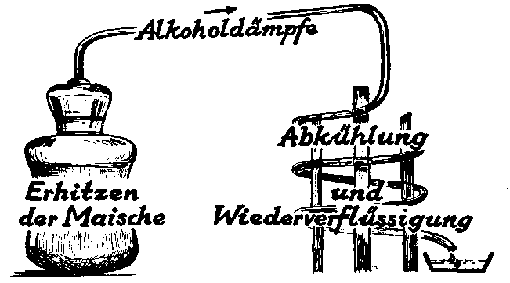 Alkoholdämpfe
Erhitzen
der Maische
Abkühlung
und
Wiederverflüssigung